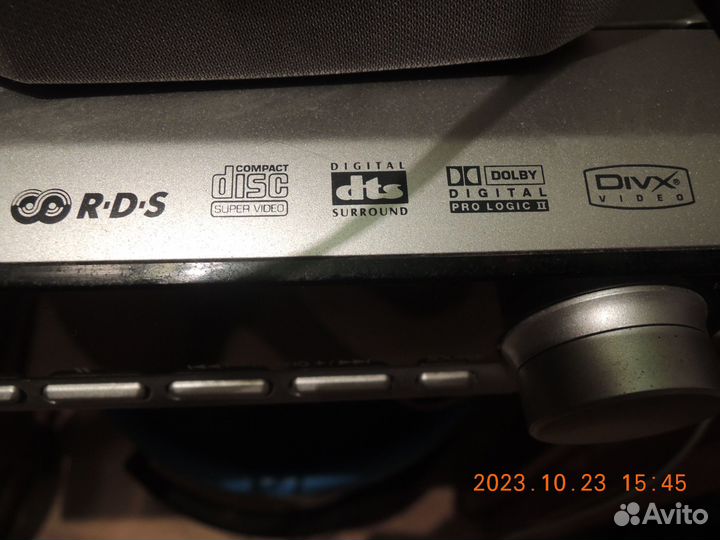 R·D·S
COMPACT
disc
SUPER VIDEO
DIGITAL
dts
SURROUND
DOLBY
DIGITAL
PRO LOGIC II
DIVX®
VIDEO
2023.10.23 15:45
Avito